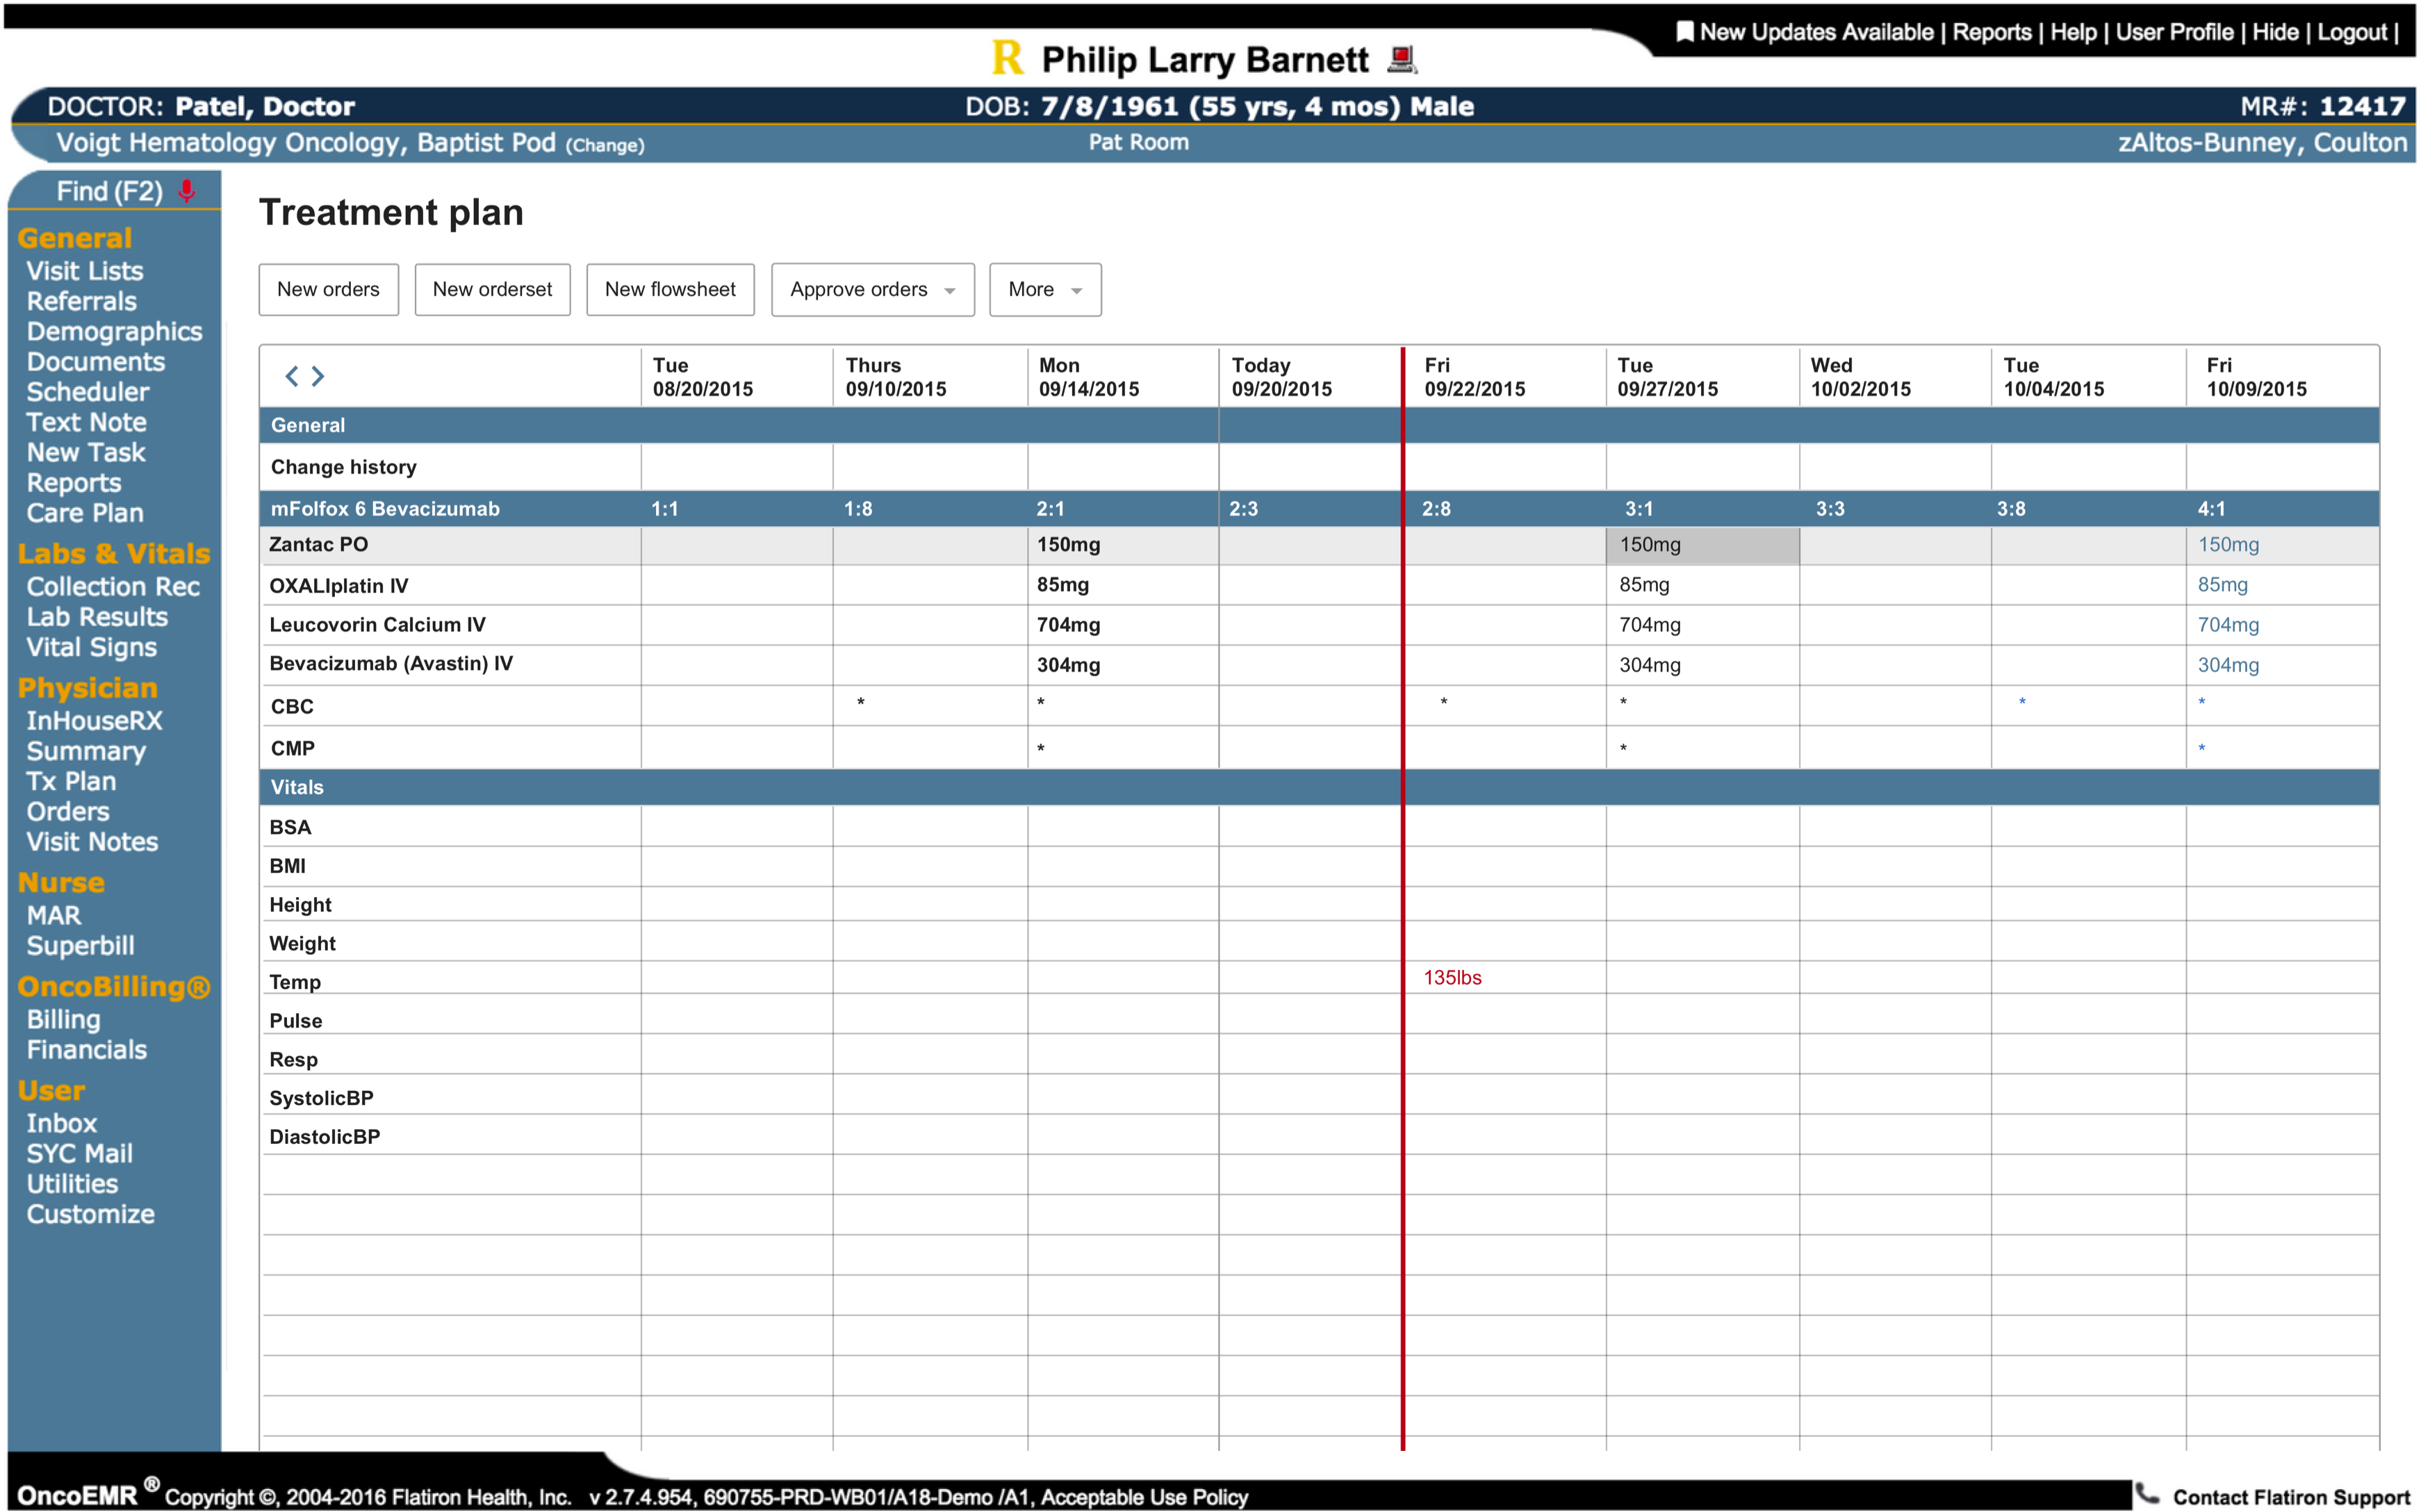 New Updates Available | Reports | Help | User Profile | Hide | Logout |
R Philip Larry Barnett
DOCTOR: Patel, Doctor DOB: 7/8/1961 (55 yrs, 4 mos) Male MR#: 12417
Voigt Hematology Oncology, Baptist Pod (Change) Pat Room zAltos-Bunney, Coulton
Find (F2)
General
Visit Lists
Referrals
Demographics
Documents
Scheduler
Text Note
New Task
Reports
Care Plan
Labs & Vitals
Collection Rec
Lab Results
Vital Signs
Physician
InHouseRX
Summary
Tx Plan
Orders
Visit Notes
Nurse
MAR
Superbill
OncoBilling®
Billing
Financials
User
Inbox
SYC Mail
Utilities
Customize
Treatment plan
New orders New orderset New flowsheet Approve orders More
Tue Thurs Mon Today Fri Tue Wed Tue Fri
08/20/2015 09/10/2015 09/14/2015 09/20/2015 09/22/2015 09/27/2015 10/02/2015 10/04/2015 10/09/2015
General
Change history
mFolfox 6 Bevacizumab 1:1 1:8 2:1 2:3 2:8 3:1 3:3 3:8 4:1
Zantac PO 150mg 150mg 150mg
OXALIplatin IV 85mg 85mg 85mg
Leucovorin Calcium IV 704mg 704mg 704mg
Bevacizumab (Avastin) IV 304mg 304mg 304mg
CBC * * * * * *
CMP * * *
Vitals
BSA
BMI
Height
Weight
Temp 135lbs
Pulse
Resp
SystolicBP
DiastolicBP
OncoEMR ® Copyright ©, 2004-2016 Flatiron Health, Inc. v 2.7.4.954, 690755-PRD-WB01/A18-Demo /A1, Acceptable Use Policy
Contact Flatiron Support